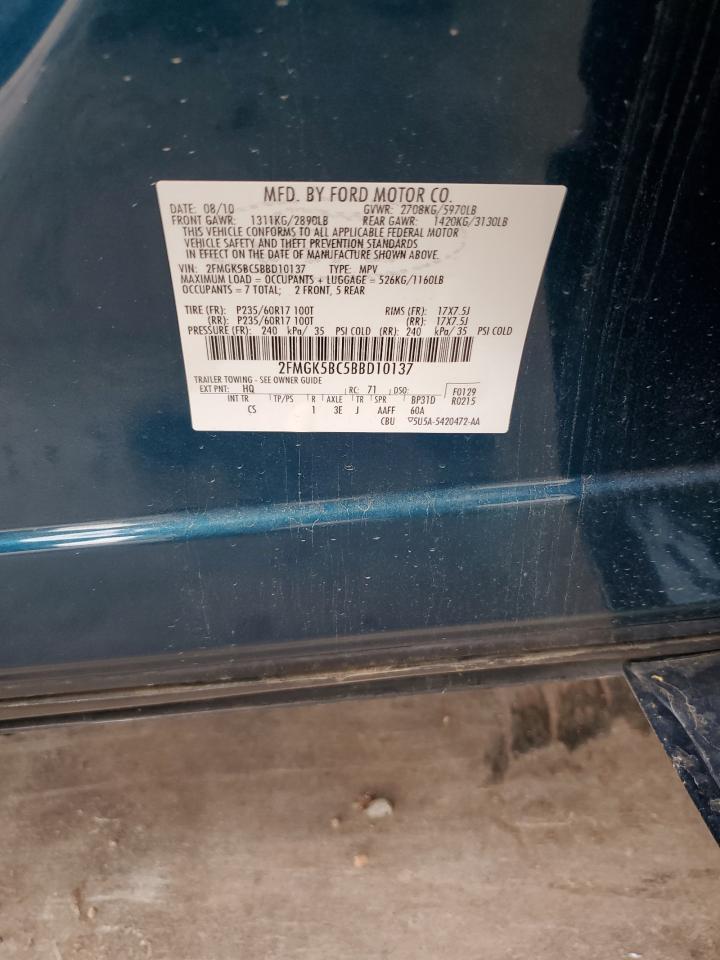 MFD. BY FORD MOTOR CO.
DATE: 08/10 GVWR: 2708KG/5970LB
FRONT GAWR: 1311KG/2890LB REAR GAWR: 1420KG/3130LB
THIS VEHICLE CONFORMS TO ALL APPLICABLE FEDERAL MOTOR
VEHICLE SAFETY AND THEFT PREVENTION STANDARDS
IN EFFECT ON THE DATE OF MANUFACTURE SHOWN ABOVE.
VIN: 2FMGK5BC5BBD10137 TYPE: MPV
MAXIMUM LOAD = OCCUPANTS + LUGGAGE = 526KG/1160LB
OCCUPANTS = 7 TOTAL; 2 FRONT, 5 REAR
TIRE (FR): P235/60R17 100T RIMS (FR): 17X7.5J
(RR): P235/60R17 100T (RR): 17X7.5J
PRESSURE (FR): 240 kPa/ 35 PSI COLD (RR): 240 kPa/ 35 PSI COLD
2FMGK5BC5BBD10137
TRAILER TOWING - SEE OWNER GUIDE
EXT PNT: HQ RC: 71 DSO: F0129
INT TR TP/PS R AXLE TR SPR BP31D R0215
CS 1 3E J AAFF 60A
CBU 5U5A-5420472-AA